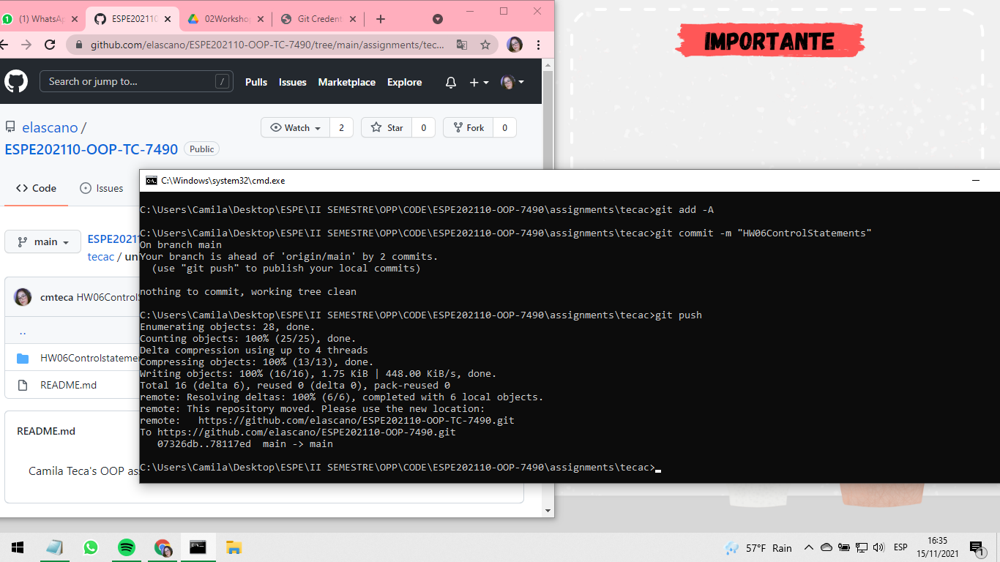 (1) WhatsAp
ESPE202110
02Worksho
Git Credent
github.com/elascano/ESPE202110-OOP-TC-7490/tree/main/assignments/tec...
IMPORTANTE
Search or jump to...
/
Pulls
Issues
Marketplace
Explore
elascano /
Watch
2
Star
0
Fork
0
ESPE202110-OOP-TC-7490
Public
Code
Issues
main
ESPE2021
tecac / un
cmteca HW06Control
..
HW06Controlstateme
README.md
README.md
Camila Teca's OOP as
C:\Windows\system32\cmd.exe
C:\Users\Camila\Desktop\ESPE\II SEMESTRE\OPP\CODE\ESPE202110-OOP-7490\assignments\tecac>git add -A
C:\Users\Camila\Desktop\ESPE\II SEMESTRE\OPP\CODE\ESPE202110-OOP-7490\assignments\tecac>git commit -m "HW06ControlStatements"
On branch main
Your branch is ahead of 'origin/main' by 2 commits.
(use "git push" to publish your local commits)
nothing to commit, working tree clean
C:\Users\Camila\Desktop\ESPE\II SEMESTRE\OPP\CODE\ESPE202110-OOP-7490\assignments\tecac>git push
Enumerating objects: 28, done.
Counting objects: 100% (25/25), done.
Delta compression using up to 4 threads
Compressing objects: 100% (13/13), done.
Writing objects: 100% (16/16), 1.75 KiB | 448.00 KiB/s, done.
Total 16 (delta 6), reused 0 (delta 0), pack-reused 0
remote: Resolving deltas: 100% (6/6), completed with 6 local objects.
remote: This repository moved. Please use the new location:
remote:   https://github.com/elascano/ESPE202110-OOP-TC-7490.git
To https://github.com/elascano/ESPE202110-OOP-7490.git
07326db..78117ed  main -> main
C:\Users\Camila\Desktop\ESPE\II SEMESTRE\OPP\CODE\ESPE202110-OOP-7490\assignments\tecac>
57°F Rain
ESP
16:35
15/11/2021
1